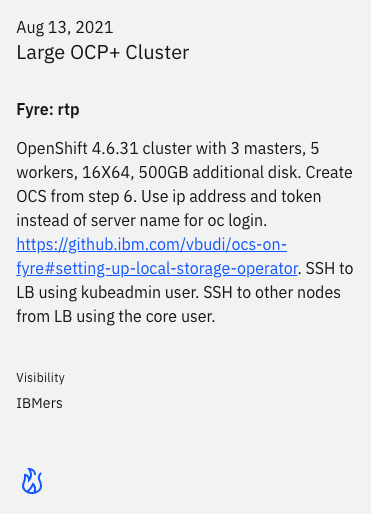 Aug 13, 2021
Large OCP+ Cluster
Fyre: rtp
OpenShift 4.6.31 cluster with 3 masters, 5
workers, 16X64, 500GB additional disk. Create
OCS from step 6. Use ip address and token
instead of server name for oc login.
https://github.ibm.com/vbudi/ocs-on-
fyre#setting-up-local-storage-operator. SSH to
LB using kubeadmin user. SSH to other nodes
from LB using the core user.
Visibility
IBMers